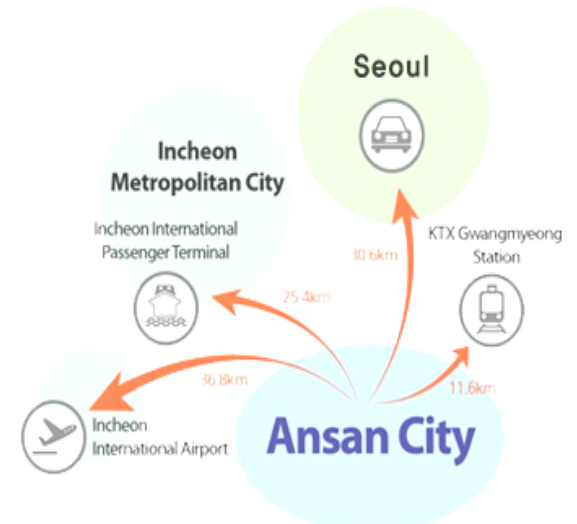 Seoul
Incheon
Metropolitan City
Incheon International
Passenger Terminal
KTX Gwangmyeong
Station
30.6km
25.4km
36.8km
11.6km
Incheon
International Airport
Ansan City